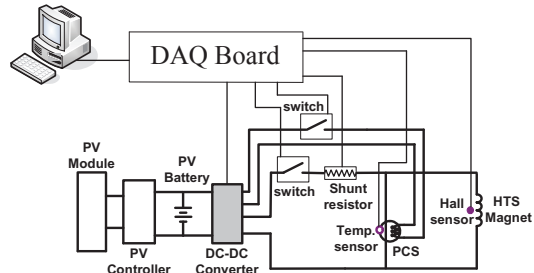 DAQ Board
switch
PV
Module
PV
Battery
switch
Shunt
resistor
Hall
sensor
HTS
Magnet
Temp.
sensor
PCS
PV
Controller
DC-DC
Converter